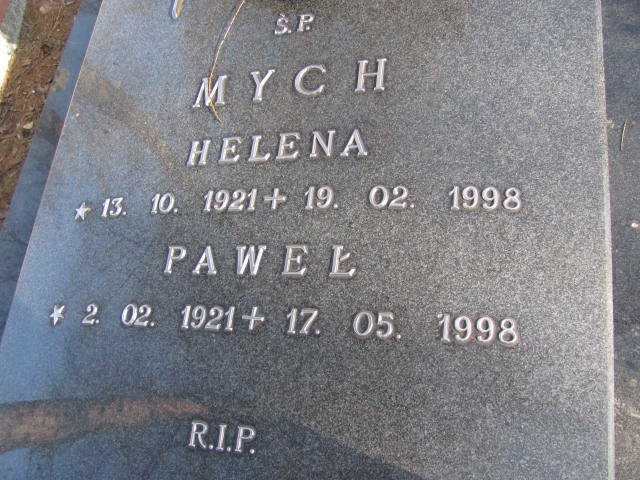 Ś.P.
MYCH
HELENA
★ 13. 10. 1921 + 19. 02. 1998
PAWEŁ
★ 2. 02. 1921 + 17. 05. 1998
R.I.P.